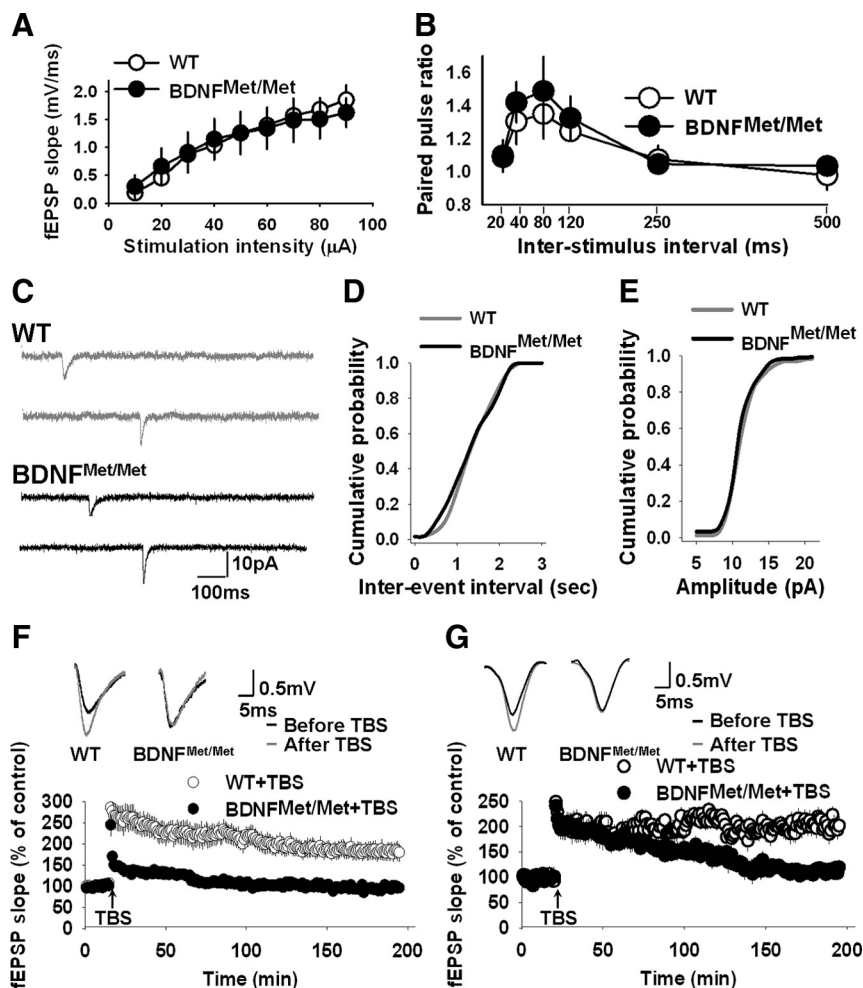 A
WT
BDNFMet/Met
fEPSP slope (mV/ms)
2.0
1.5
1.0
0.5
0.0
0 20 40 60 80 100
Stimulation intensity (µA)
B
Paired pulse ratio
1.6
1.4
1.2
1.0
0.8
WT
BDNFMet/Met
20 40 80 120 250 500
Inter-stimulus interval (ms)
C
WT
BDNFMet/Met
10pA
100ms
D
WT
BDNFMet/Met
Cumulative probability
1.0
0.8
0.6
0.4
0.2
0.0
0 1 2 3
Inter-event interval (sec)
E
WT
BDNFMet/Met
Cumulative probability
1.0
0.8
0.6
0.4
0.2
0.0
5 10 15 20
Amplitude (pA)
F
0.5mV
5ms
Before TBS
After TBS
WT BDNFMet/Met
WT+TBS
BDNFMet/Met+TBS
fEPSP slope (% of control)
300
250
200
150
100
50
0
TBS
0 50 100 150 200
Time (min)
G
0.5mV
5ms
Before TBS
After TBS
WT BDNFMet/Met
WT+TBS
BDNFMet/Met+TBS
fEPSP slope (% of control)
250
200
150
100
50
0
TBS
0 50 100 150 200
Time (min)